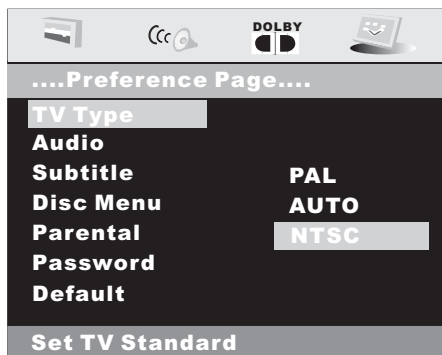 DOLBY
....Preference Page....
TV Type
Audio
Subtitle
PAL
Disc Menu
AUTO
Parental
NTSC
Password
Default
Set TV Standard